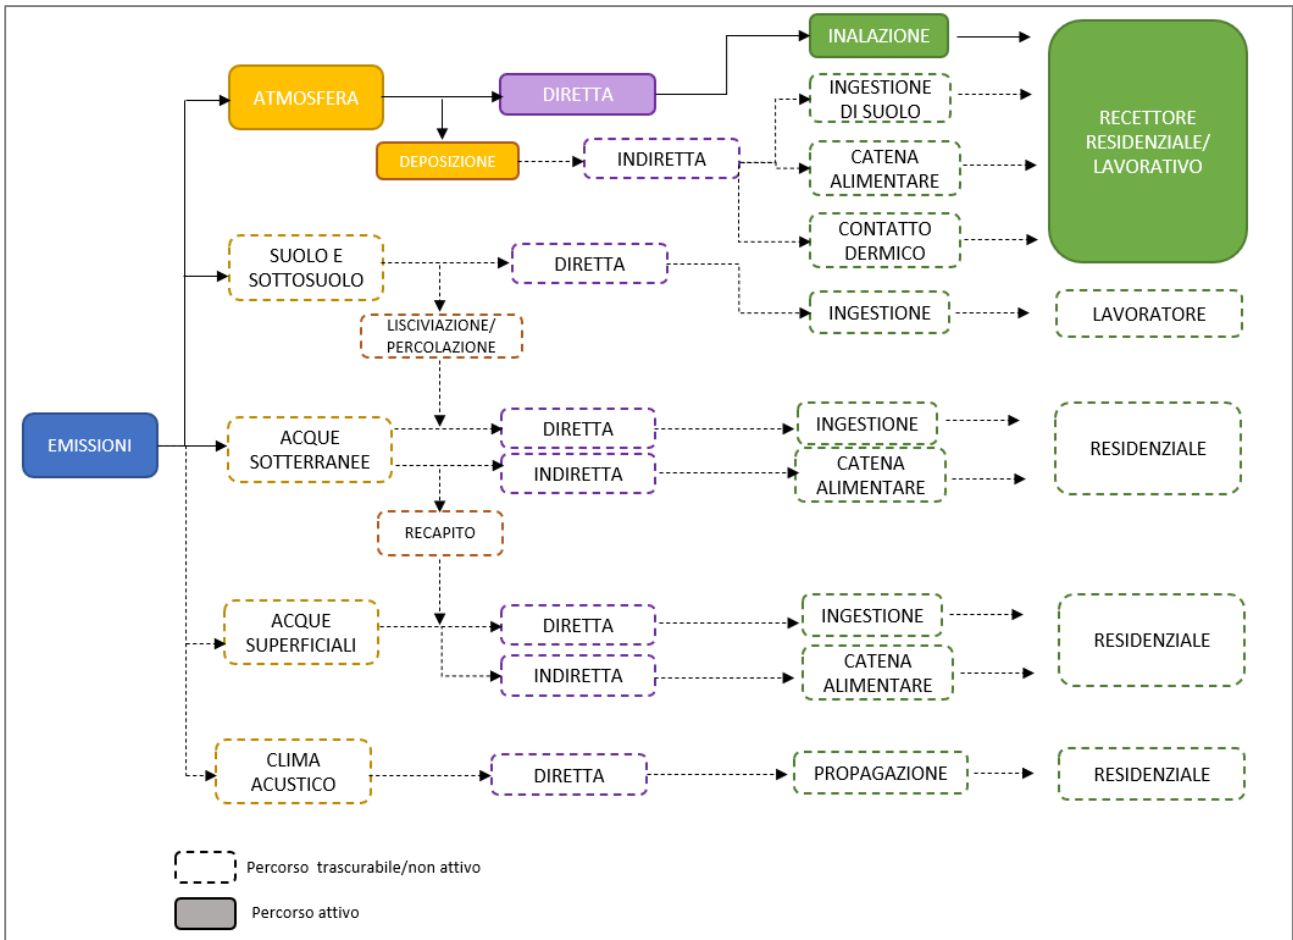 INALAZIONE
ATMOSFERA
DIRETTA
INGESTIONE
DI SUOLO
RECETTORE
RESIDENZIALE/
LAVORATIVO
DEPOSIZIONE
INDIRETTA
CATENA
ALIMENTARE
CONTATTO
DERMICO
SUOLO E
SOTTOSUOLO
DIRETTA
INGESTIONE
LAVORATORE
LISCIVIAZIONE/
PERCOLAZIONE
EMISSIONI
ACQUE
SOTTERRANEE
DIRETTA
INGESTIONE
INDIRETTA
CATENA
ALIMENTARE
RESIDENZIALE
RECAPITO
ACQUE
SUPERFICIALI
DIRETTA
INGESTIONE
INDIRETTA
CATENA
ALIMENTARE
RESIDENZIALE
CLIMA
ACUSTICO
DIRETTA
PROPAGAZIONE
RESIDENZIALE
Percorso trascurabile/non attivo
Percorso attivo